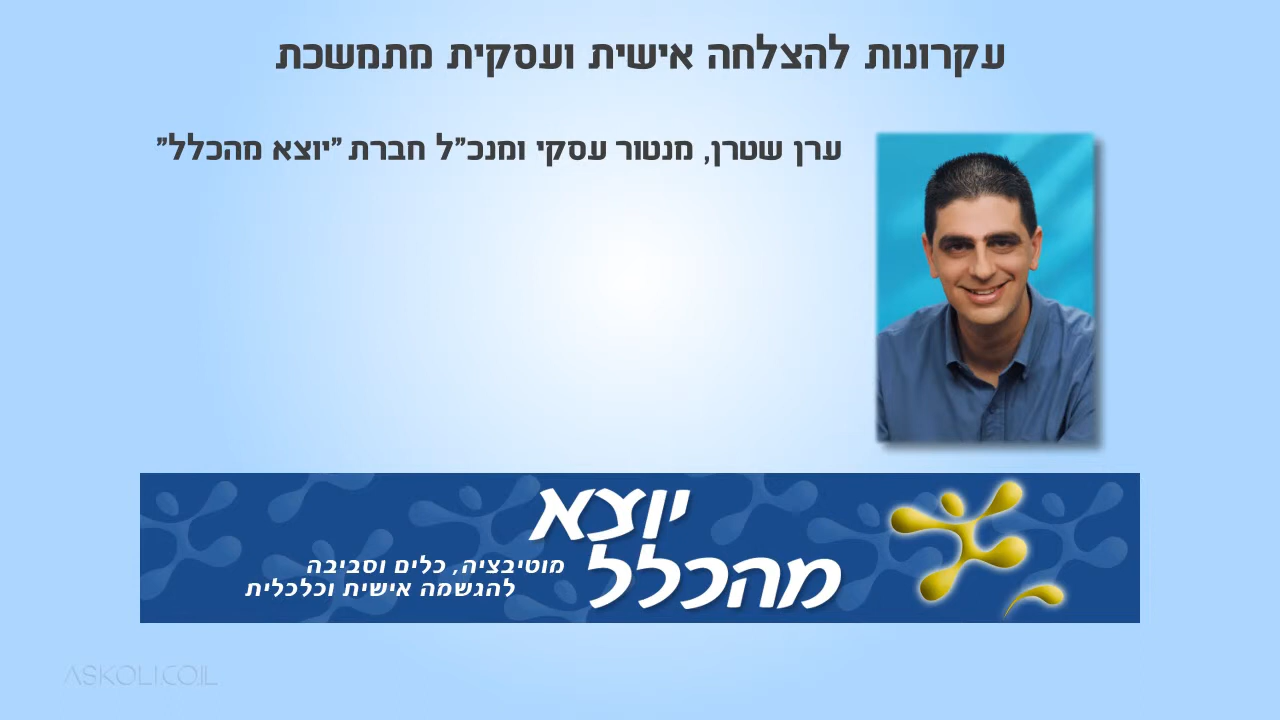 עקרונות להצלחה אישית ועסקית מתמשכת
ערן שטרן, מנטור עסקי ומנכ"ל חברת "יוצא מהכלל"
יוצא
מהכלל
מוטיבציה, כלים וסביבה
להגשמה אישית וכלכלית
ASKOLI.CO.IL